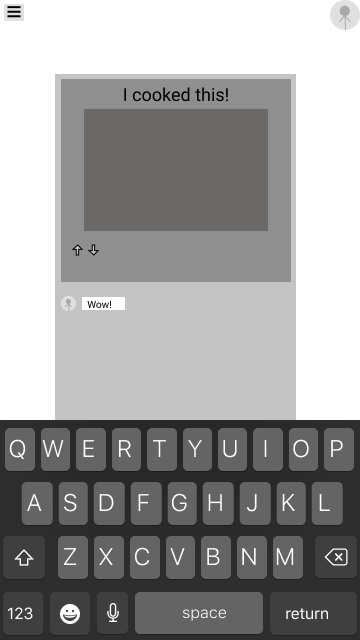 I cooked this!
Wow!
Q W E R T Y U I O P
A S D F G H J K L
Z X C V B N M
123 space return